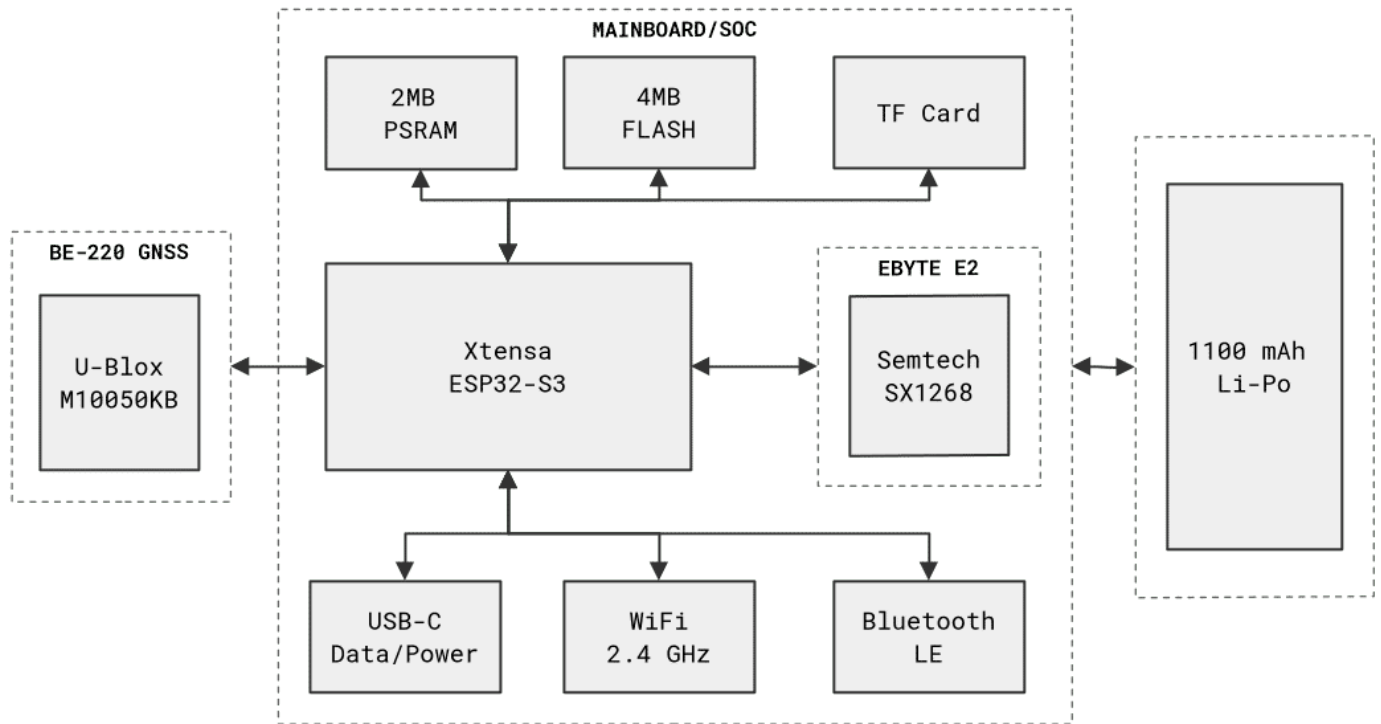 MAINBOARD/SOC
2MB
PSRAM
4MB
FLASH
TF Card
BE-220 GNSS
U-Blox
M10050KB
Xtensa
ESP32-S3
EBYTE E2
Semtech
SX1268
1100 mAh
Li-Po
USB-C
Data/Power
WiFi
2.4 GHz
Bluetooth
LE